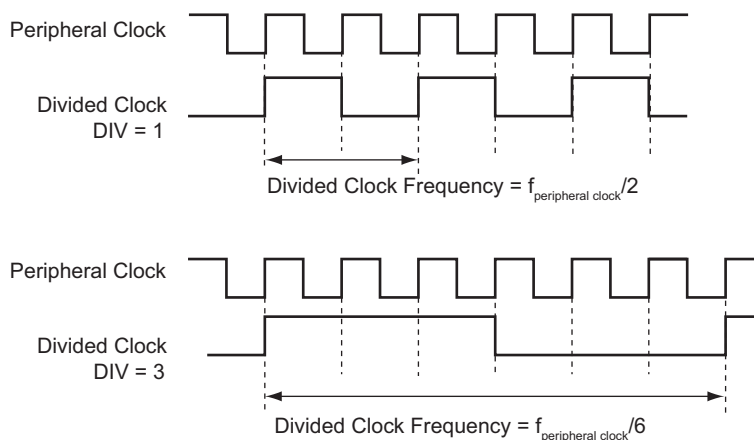 Peripheral Clock
Divided Clock
DIV = 1
Divided Clock Frequency = fperipheral clock/2
Peripheral Clock
Divided Clock
DIV = 3
Divided Clock Frequency = fperipheral clock/6